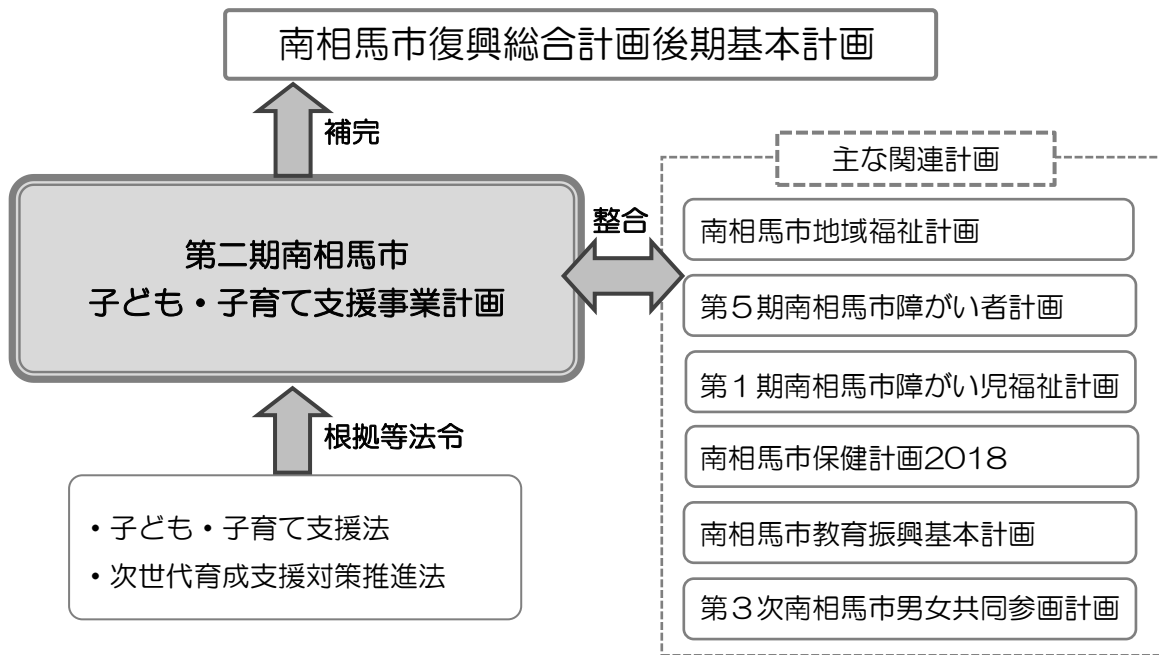 南相馬市復興総合計画後期基本計画
補完
第二期南相馬市
子ども・子育て支援事業計画
整合
主な関連計画
南相馬市地域福祉計画
第５期南相馬市障がい者計画
第１期南相馬市障がい児福祉計画
南相馬市保健計画2018
南相馬市教育振興基本計画
第３次南相馬市男女共同参画計画
根拠等法令
・子ども・子育て支援法
・次世代育成支援対策推進法